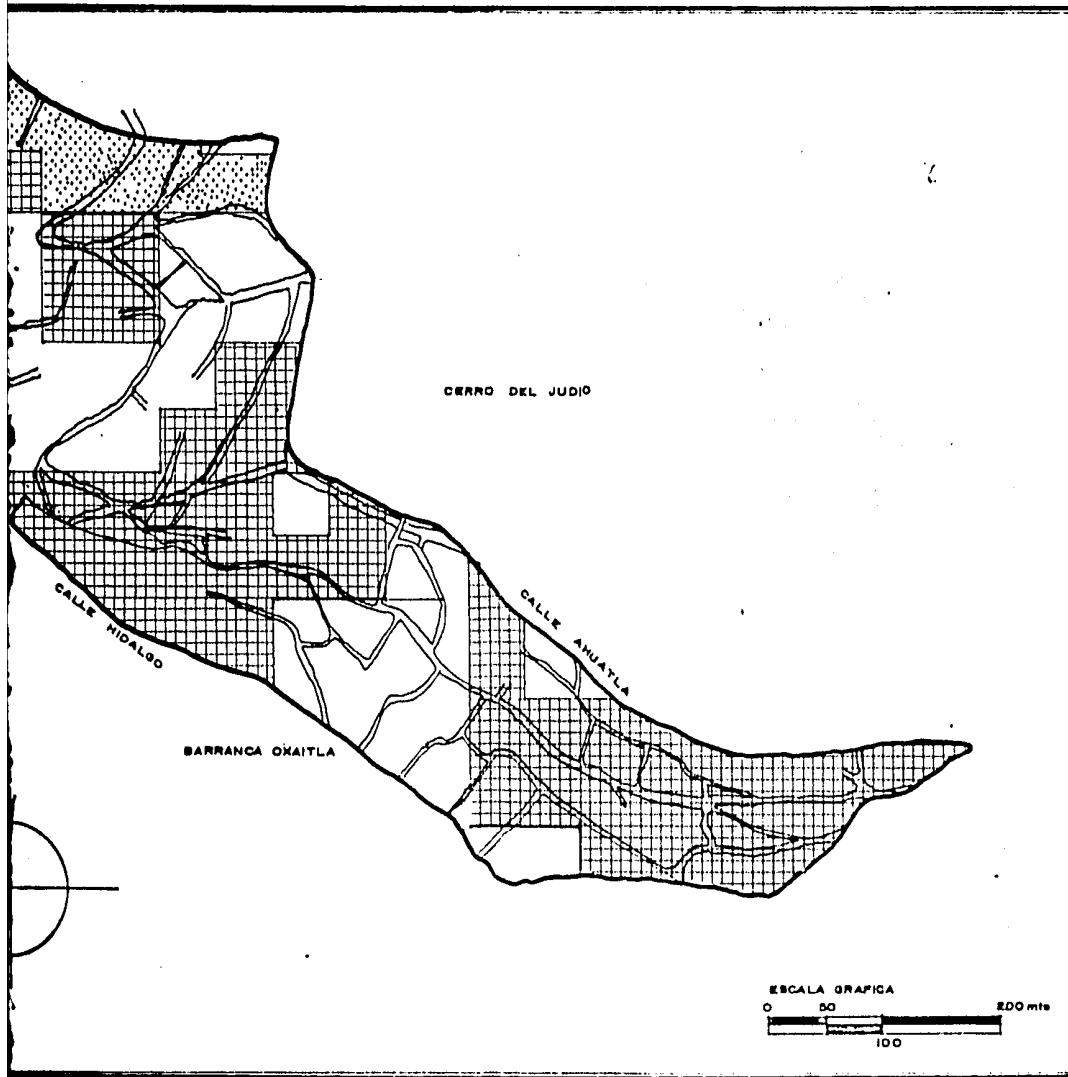 CERRO DEL JUDIO
CALLE AHUATLA
CALLE HIDALGO
BARRANCA OXAITLA
ESCALA GRAFICA
0 50 200 mts
100